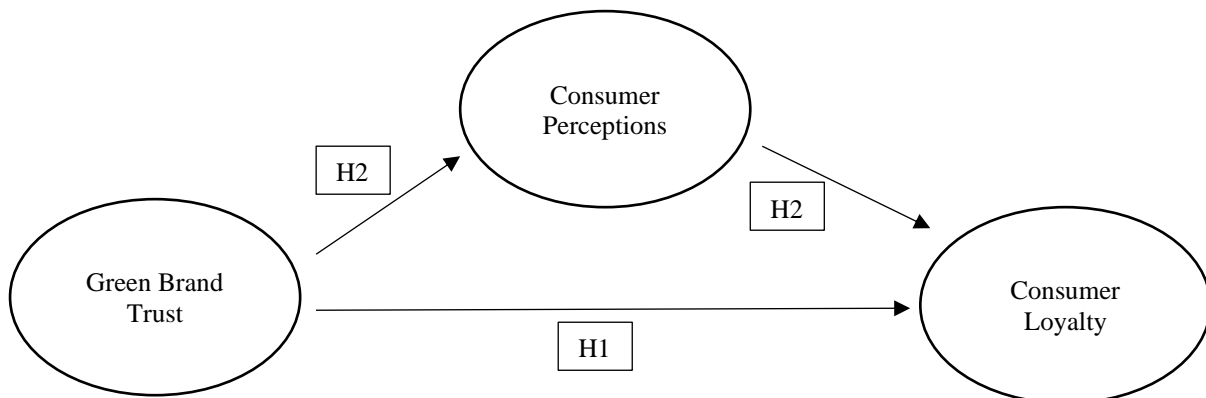 Consumer
Perceptions
H2
H2
Green Brand
Trust
Consumer
Loyalty
H1